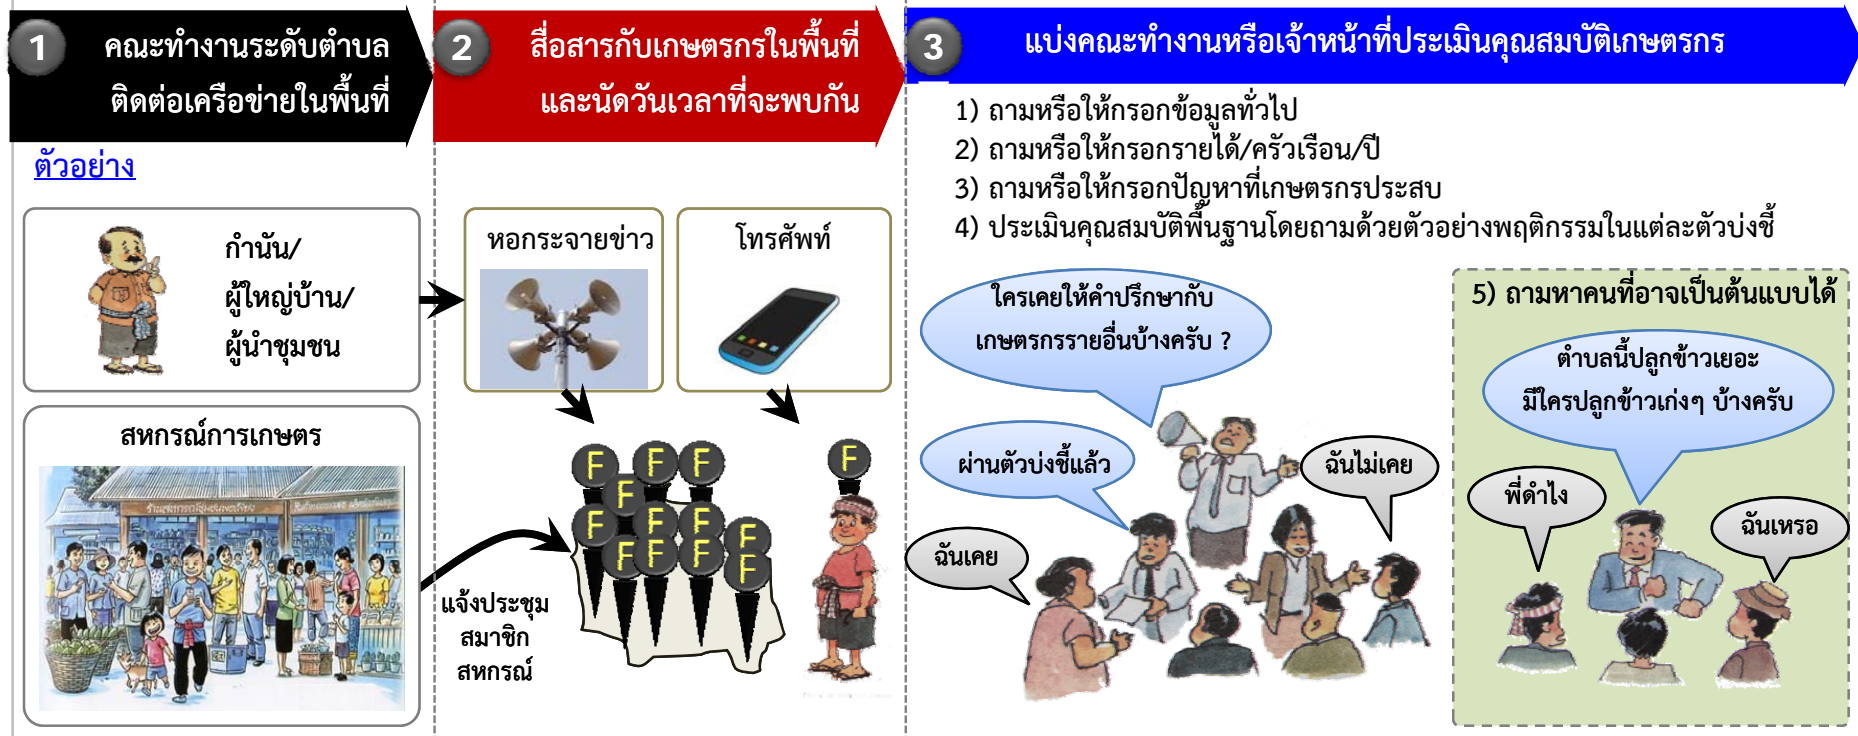 1
คณะทำงานระดับตำบล
ติดต่อเครือข่ายในพื้นที่
ตัวอย่าง
กำนัน/
ผู้ใหญ่บ้าน/
ผู้นำชุมชน
สหกรณ์การเกษตร
2
สื่อสารกับเกษตรกรในพื้นที่
และนัดวันเวลาที่จะพบกัน
หอกระจายข่าว
โทรศัพท์
F F F
F
F F F F
F F F F
F
แจ้งประชุม
สมาชิก
สหกรณ์
3
แบ่งคณะทำงานหรือเจ้าหน้าที่ประเมินคุณสมบัติเกษตรกร
1) ถามหรือให้กรอกข้อมูลทั่วไป
2) ถามหรือให้กรอกรายได้/ครัวเรือน/ปี
3) ถามหรือให้กรอกปัญหาที่เกษตรกรประสบ
4) ประเมินคุณสมบัติพื้นฐานโดยถามด้วยตัวอย่างพฤติกรรมในแต่ละตัวบ่งชี้
ใครเคยให้คำปรึกษากับ
เกษตรกรรายอื่นบ้างครับ ?
ผ่านตัวบ่งชี้แล้ว
ฉันไม่เคย
ฉันเคย
5) ถามหาคนที่อาจเป็นต้นแบบได้
ตำบลนี้ปลูกข้าวเยอะ
มีใครปลูกข้าวเก่งๆ บ้างครับ
พี่ดำไง
ฉันเหรอ